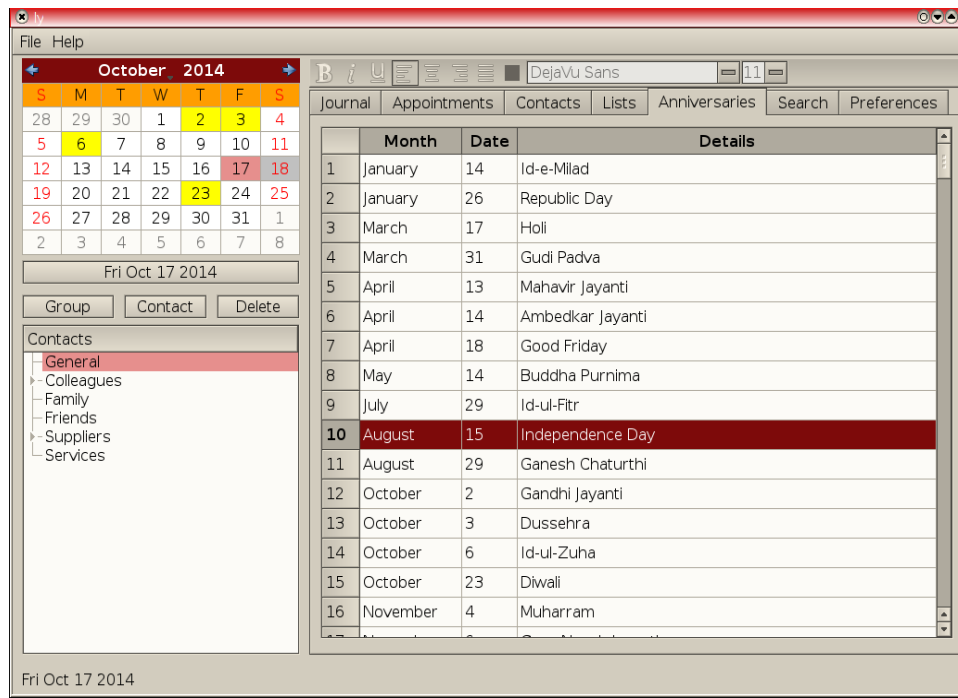 ly
File Help
October 2014
S M T W T F S
28 29 30 1 2 3 4
5 6 7 8 9 10 11
12 13 14 15 16 17 18
19 20 21 22 23 24 25
26 27 28 29 30 31 1
2 3 4 5 6 7 8
Fri Oct 17 2014
Group Contact Delete
Contacts
General
Colleagues
Family
Friends
Suppliers
Services
B i U DejaVu Sans 11
Journal Appointments Contacts Lists Anniversaries Search Preferences
Month Date Details
1 January 14 Id-e-Milad
2 January 26 Republic Day
3 March 17 Holi
4 March 31 Gudi Padva
5 April 13 Mahavir Jayanti
6 April 14 Ambedkar Jayanti
7 April 18 Good Friday
8 May 14 Buddha Purnima
9 July 29 Id-ul-Fitr
10 August 15 Independence Day
11 August 29 Ganesh Chaturthi
12 October 2 Gandhi Jayanti
13 October 3 Dussehra
14 October 6 Id-ul-Zuha
15 October 23 Diwali
16 November 4 Muharram
Fri Oct 17 2014